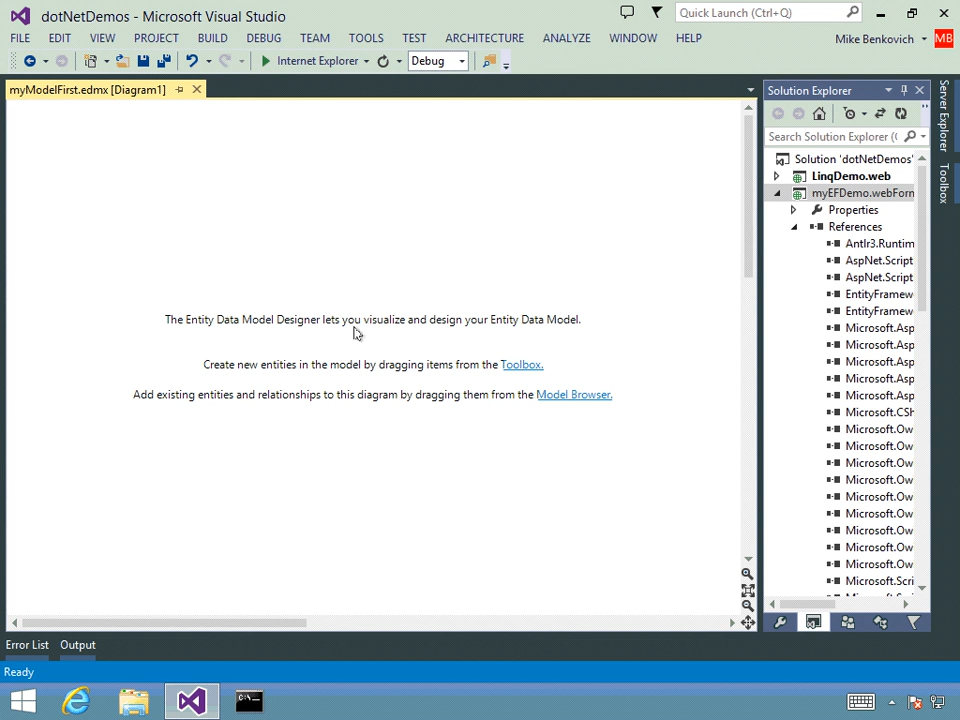 dotNetDemos - Microsoft Visual Studio
Quick Launch (Ctrl+Q)
FILE EDIT VIEW PROJECT BUILD DEBUG TEAM TOOLS TEST ARCHITECTURE ANALYZE WINDOW HELP
Mike Benkovich MB
Internet Explorer Debug
myModelFirst.edmx [Diagram1]
Solution Explorer
Server Explorer
Toolbox
Search Solution Explorer (
Solution 'dotNetDemos'
LinqDemo.web
myEFDemo.webForm
Properties
References
Antlr3.Runtim
AspNet.Script
AspNet.Script
EntityFramew
EntityFramew
Microsoft.Asp
Microsoft.Asp
Microsoft.Asp
Microsoft.Asp
Microsoft.Asp
Microsoft.CSh
Microsoft.Ow
Microsoft.Ow
Microsoft.Ow
Microsoft.Ow
Microsoft.Ow
Microsoft.Ow
Microsoft.Ow
Microsoft.Ow
Microsoft.Ow
Microsoft.Scri
The Entity Data Model Designer lets you visualize and design your Entity Data Model.
Create new entities in the model by dragging items from the Toolbox.
Add existing entities and relationships to this diagram by dragging them from the Model Browser.
Error List Output
Ready